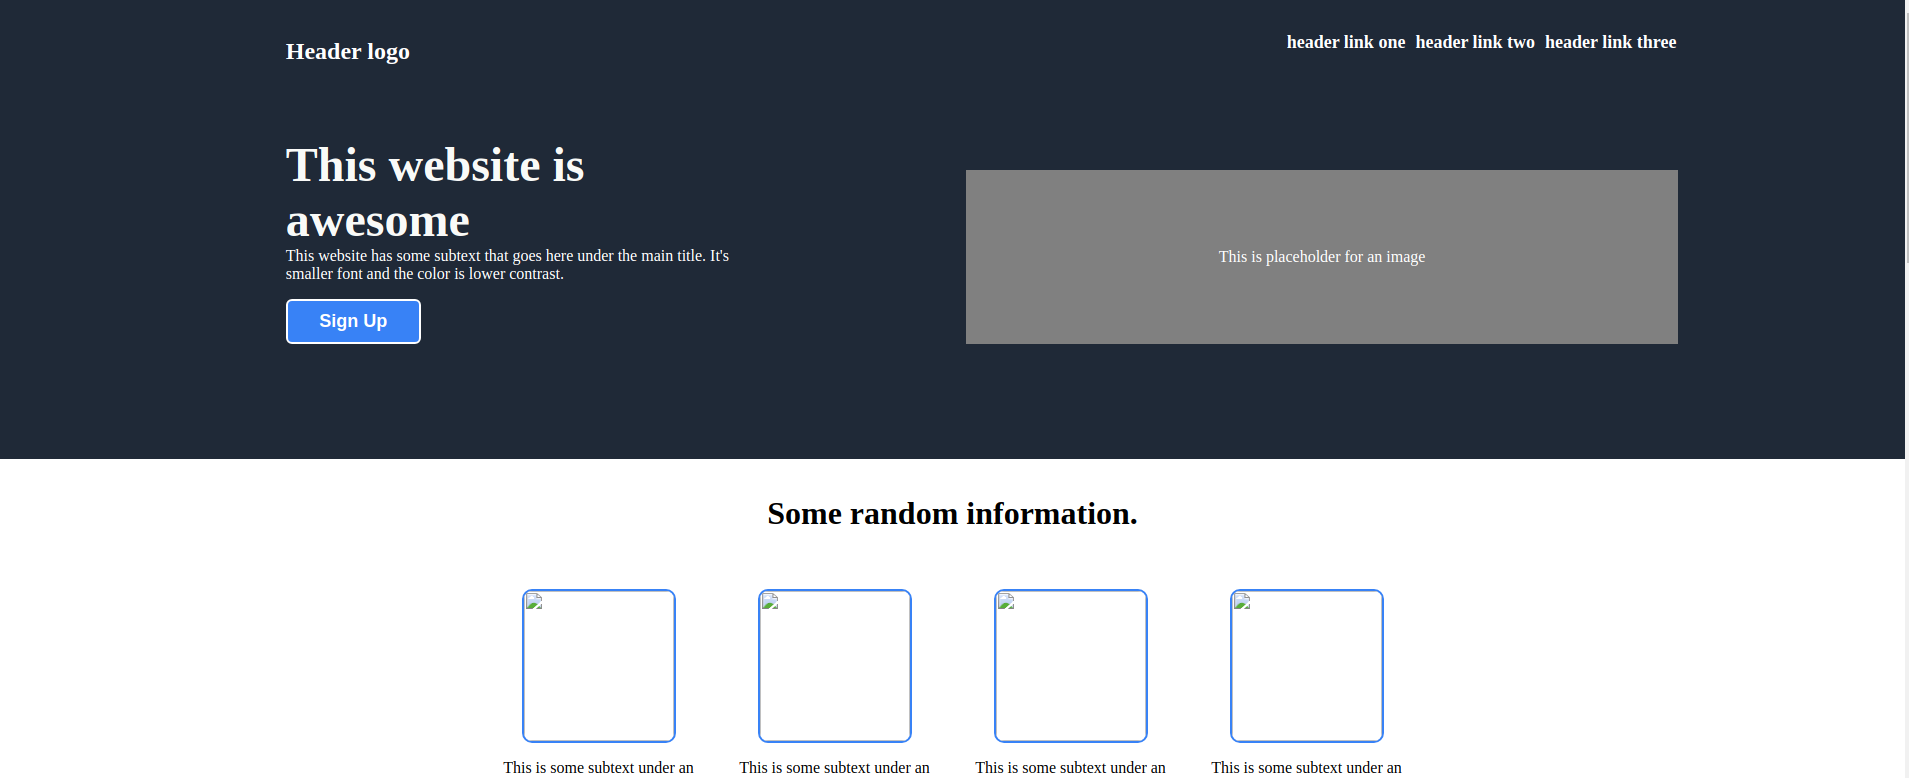 Header logo
header link one header link two header link three
This website is
awesome
This website has some subtext that goes here under the main title. It's
smaller font and the color is lower contrast.
Sign Up
This is placeholder for an image
Some random information.
This is some subtext under an
This is some subtext under an
This is some subtext under an
This is some subtext under an